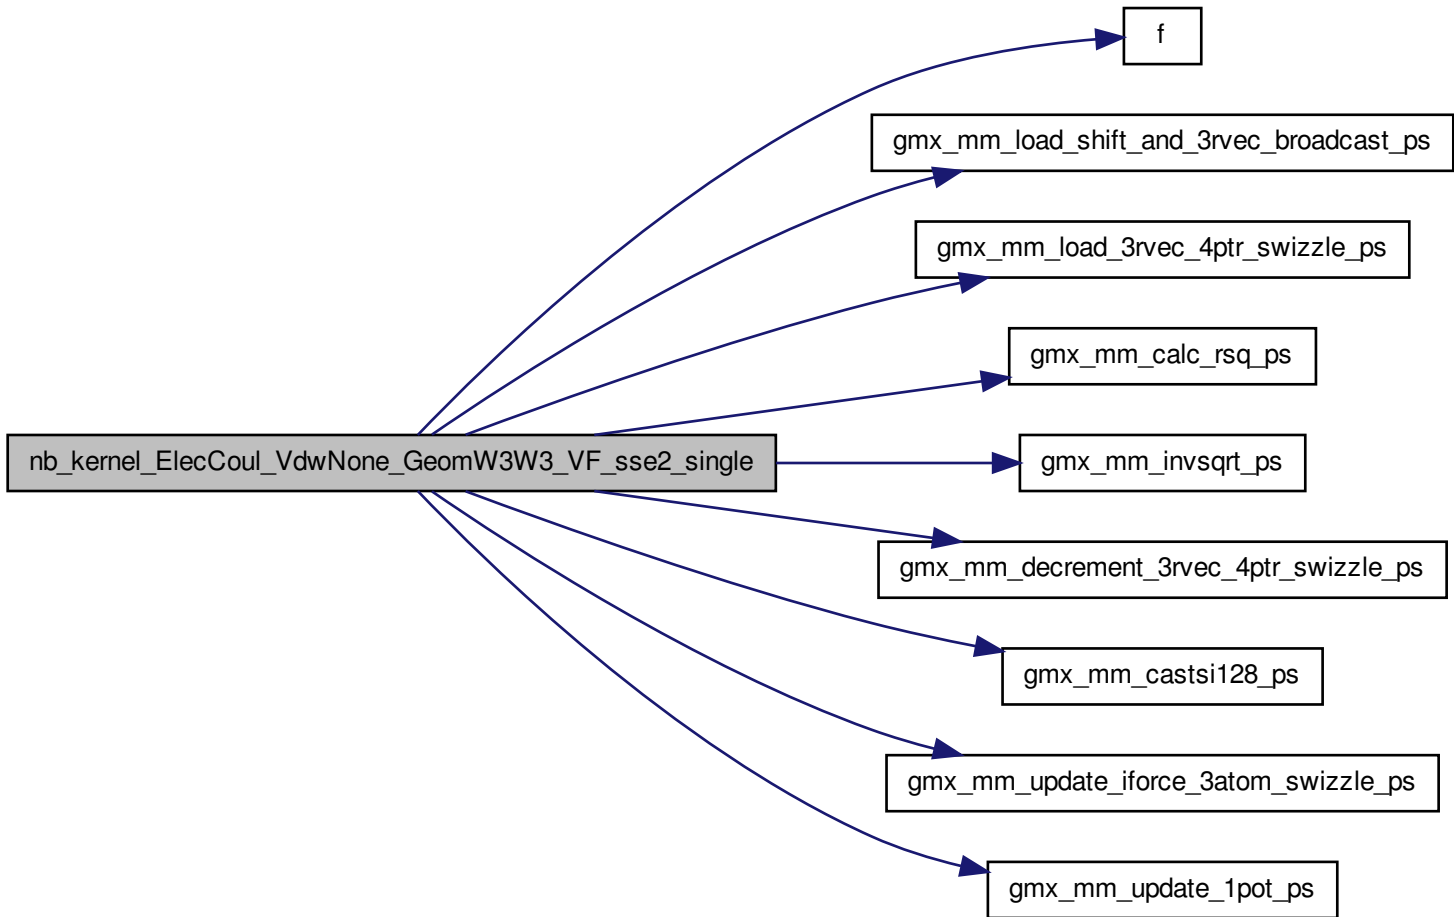 f
gmx_mm_load_shift_and_3rvec_broadcast_ps
gmx_mm_load_3rvec_4ptr_swizzle_ps
gmx_mm_calc_rsq_ps
nb_kernel_ElecCoul_VdwNone_GeomW3W3_VF_sse2_single
gmx_mm_invsqrt_ps
gmx_mm_decrement_3rvec_4ptr_swizzle_ps
gmx_mm_castsi128_ps
gmx_mm_update_iforce_3atom_swizzle_ps
gmx_mm_update_1pot_ps